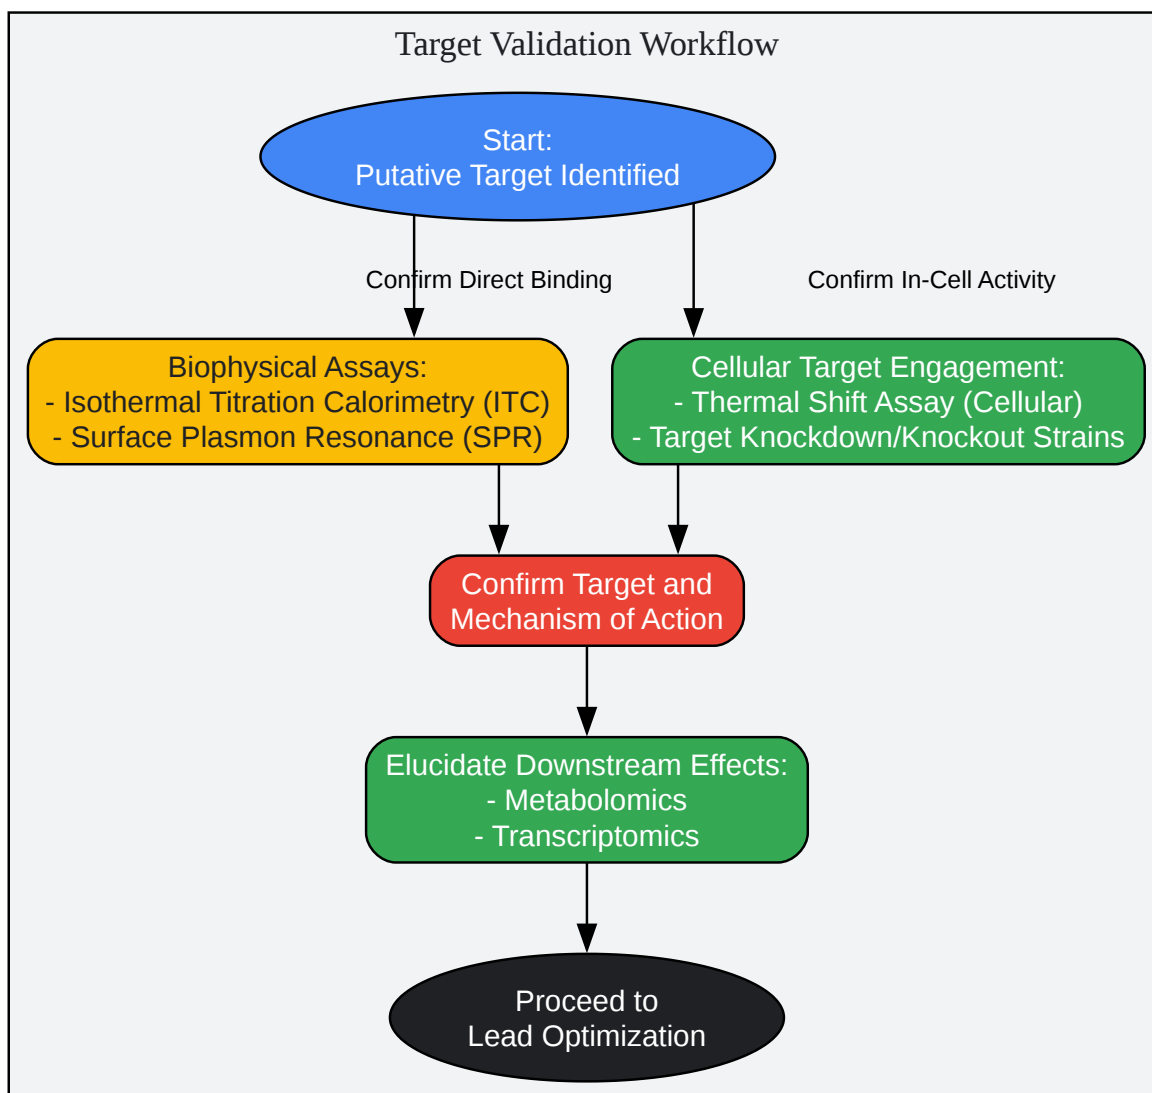 Target Validation Workflow
Start:
Putative Target Identified
Confirm Direct Binding
Confirm In-Cell Activity
Biophysical Assays:
- Isothermal Titration Calorimetry (ITC)
- Surface Plasmon Resonance (SPR)
Cellular Target Engagement:
- Thermal Shift Assay (Cellular)
- Target Knockdown/Knockout Strains
Confirm Target and
Mechanism of Action
Elucidate Downstream Effects:
- Metabolomics
- Transcriptomics
Proceed to
Lead Optimization